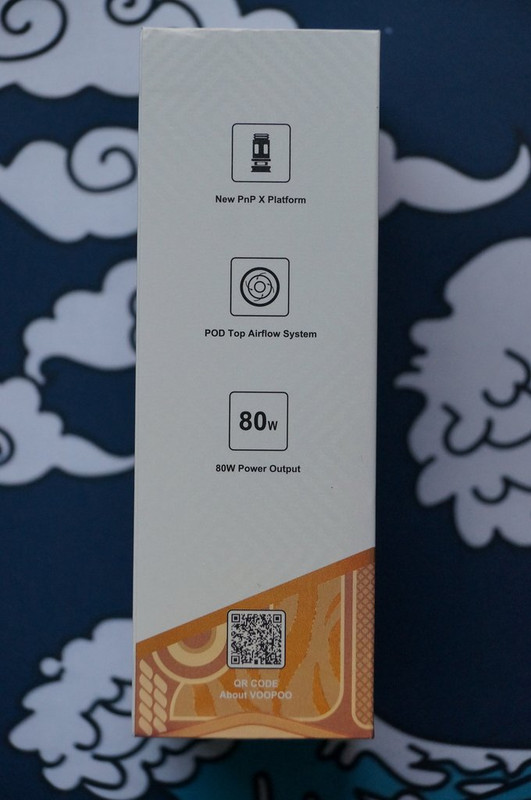 New PnP X Platform
POD Top Airflow System
80W
80W Power Output
QR CODE
About VOOPOO